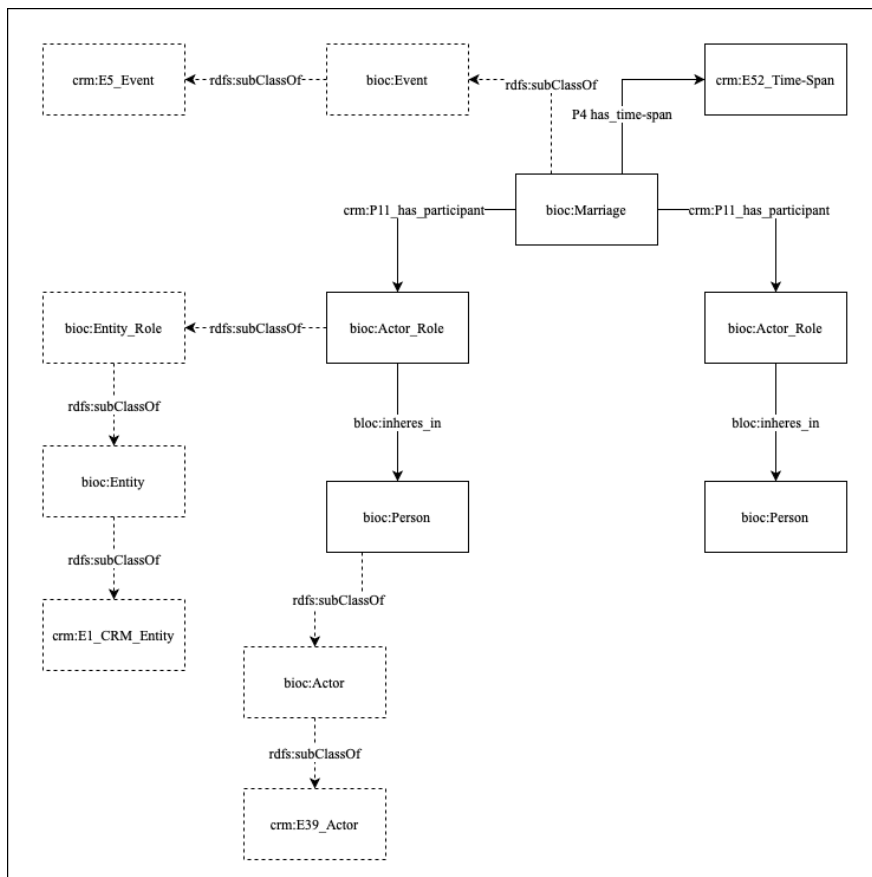 crm:E5_Event
rdfs:subClassOf
bioc:Event
rdfs:subClassOf
crm:E52_Time-Span
P4 has_time-span
crm:P11_has_participant
bioc:Marriage
crm:P11_has_participant
bioc:Entity_Role
rdfs:subClassOf
bioc:Actor_Role
bioc:Actor_Role
rdfs:subClassOf
bloc:inheres_in
bloc:inheres_in
bioc:Entity
bioc:Person
bioc:Person
rdfs:subClassOf
rdfs:subClassOf
crm:E1_CRM_Entity
bioc:Actor
rdfs:subClassOf
crm:E39_Actor